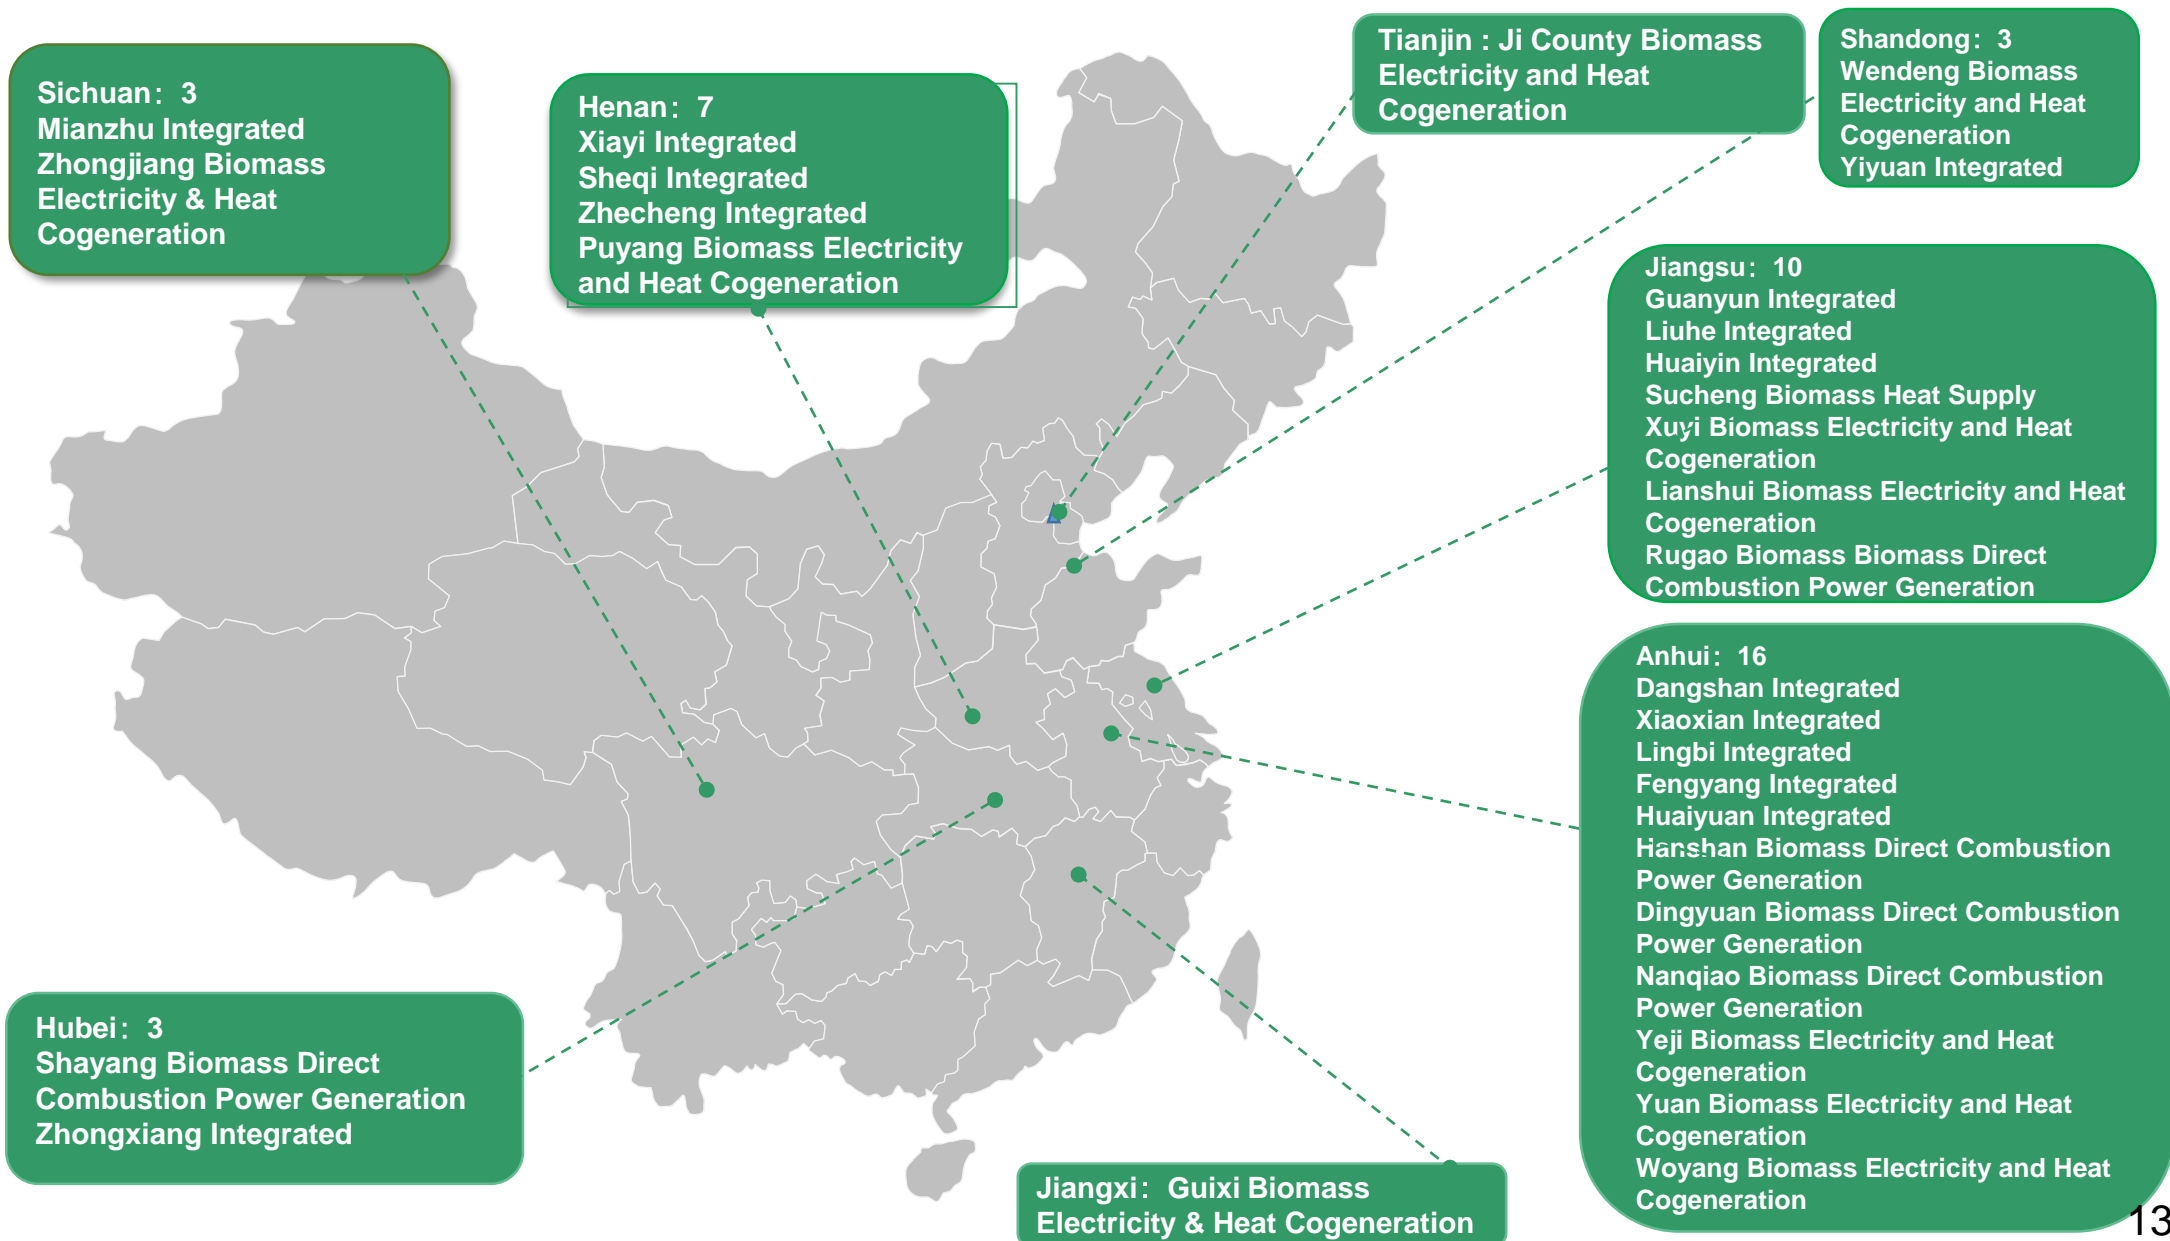 Sichuan：3
Mianzhu Integrated
Zhongjiang Biomass
Electricity & Heat
Cogeneration
Henan：7
Xiayi Integrated
Sheqi Integrated
Zhecheng Integrated
Puyang Biomass Electricity
and Heat Cogeneration
Tianjin : Ji County Biomass
Electricity and Heat
Cogeneration
Shandong：3
Wendeng Biomass
Electricity and Heat
Cogeneration
Yiyuan Integrated
Jiangsu：10
Guanyun Integrated
Liuhe Integrated
Huaiyin Integrated
Sucheng Biomass Heat Supply
Xuyi Biomass Electricity and Heat
Cogeneration
Lianshui Biomass Electricity and Heat
Cogeneration
Rugao Biomass Biomass Direct
Combustion Power Generation
Anhui：16
Dangshan Integrated
Xiaoxian Integrated
Lingbi Integrated
Fengyang Integrated
Huaiyuan Integrated
Hanshan Biomass Direct Combustion
Power Generation
Dingyuan Biomass Direct Combustion
Power Generation
Nanqiao Biomass Direct Combustion
Power Generation
Yeji Biomass Electricity and Heat
Cogeneration
Yuan Biomass Electricity and Heat
Cogeneration
Woyang Biomass Electricity and Heat
Cogeneration
Hubei：3
Shayang Biomass Direct
Combustion Power Generation
Zhongxiang Integrated
Jiangxi：Guixi Biomass
Electricity & Heat Cogeneration
13